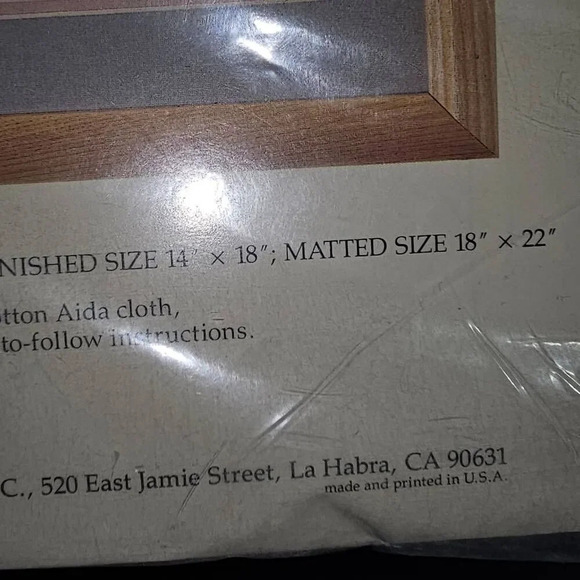 NISHED SIZE 14″ × 18″; MATTED SIZE 18″ × 22″
tton Aida cloth,
to-follow instructions.
C., 520 East Jamie Street, La Habra, CA 90631
made and printed in U.S.A.